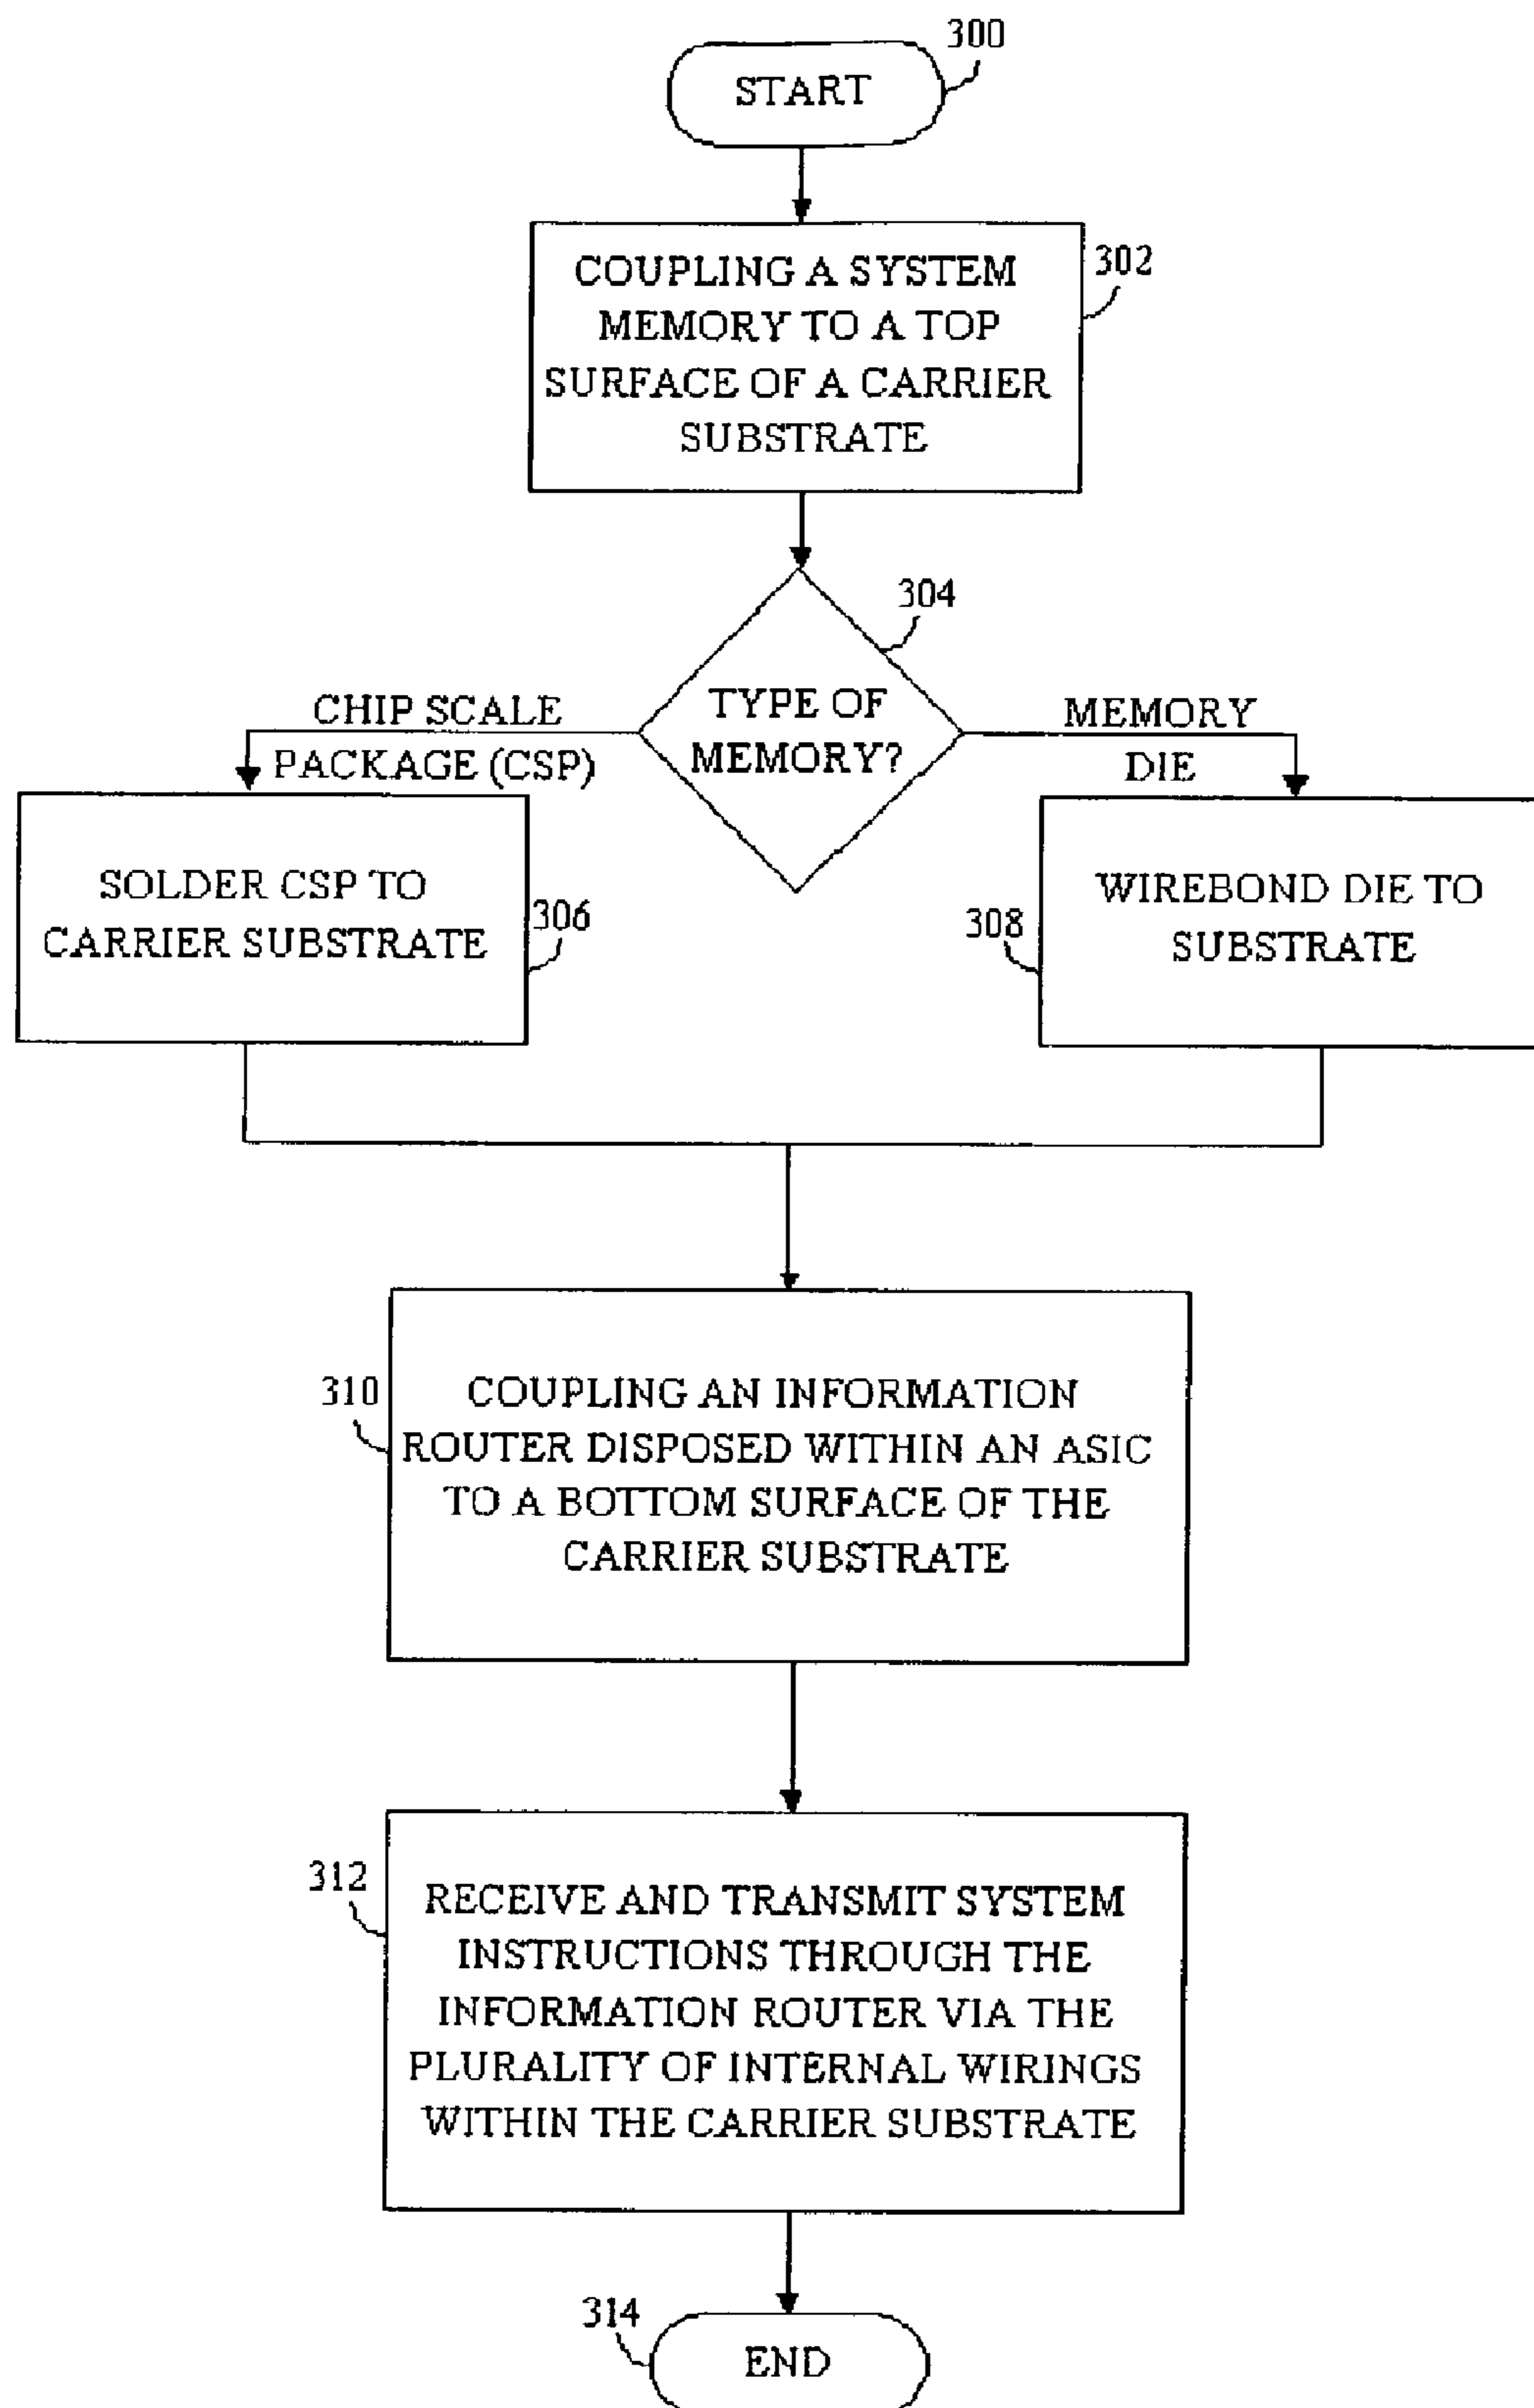 300
START
302
COUPLING A SYSTEM
MEMORY TO A TOP
SURFACE OF A CARRIER
SUBSTRATE
304
TYPE OF
MEMORY?
CHIP SCALE
PACKAGE (CSP)
MEMORY
DIE
SOLDER CSP TO
CARRIER SUBSTRATE
306
308
WIREBOND DIE TO
SUBSTRATE
310
COUPLING AN INFORMATION
ROUTER DISPOSED WITHIN AN ASIC
TO A BOTTOM SURFACE OF THE
CARRIER SUBSTRATE
312
RECEIVE AND TRANSMIT SYSTEM
INSTRUCTIONS THROUGH THE
INFORMATION ROUTER VIA THE
PLURALITY OF INTERNAL WIRINGS
WITHIN THE CARRIER SUBSTRATE
314
END